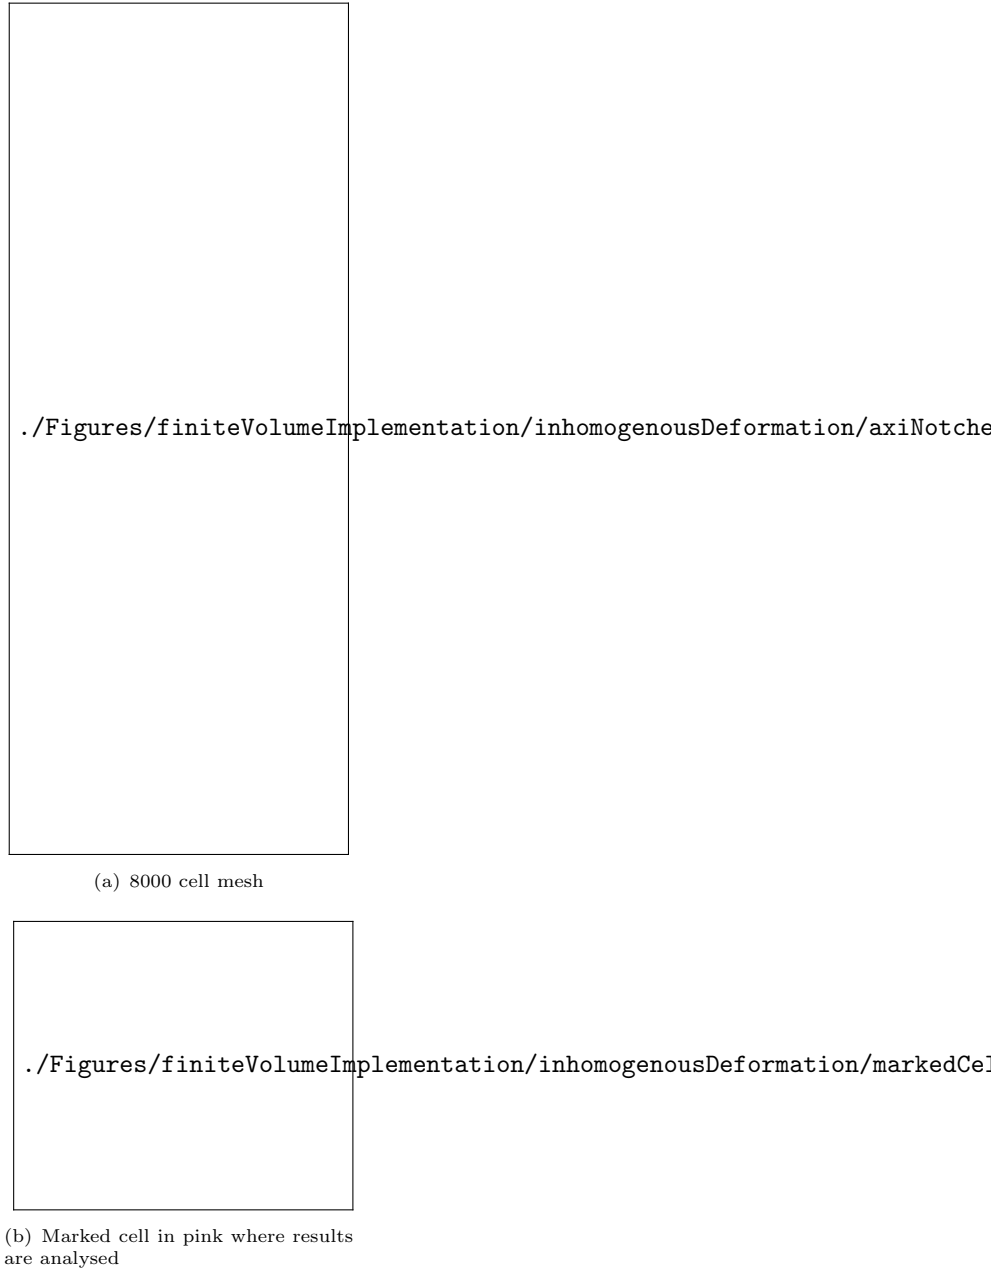 ./Figures/finiteVolumeImplementation/inhomogenousDeformation/axiNotche
(a) 8000 cell mesh
./Figures/finiteVolumeImplementation/inhomogenousDeformation/markedCel
(b) Marked cell in pink where results
are analysed